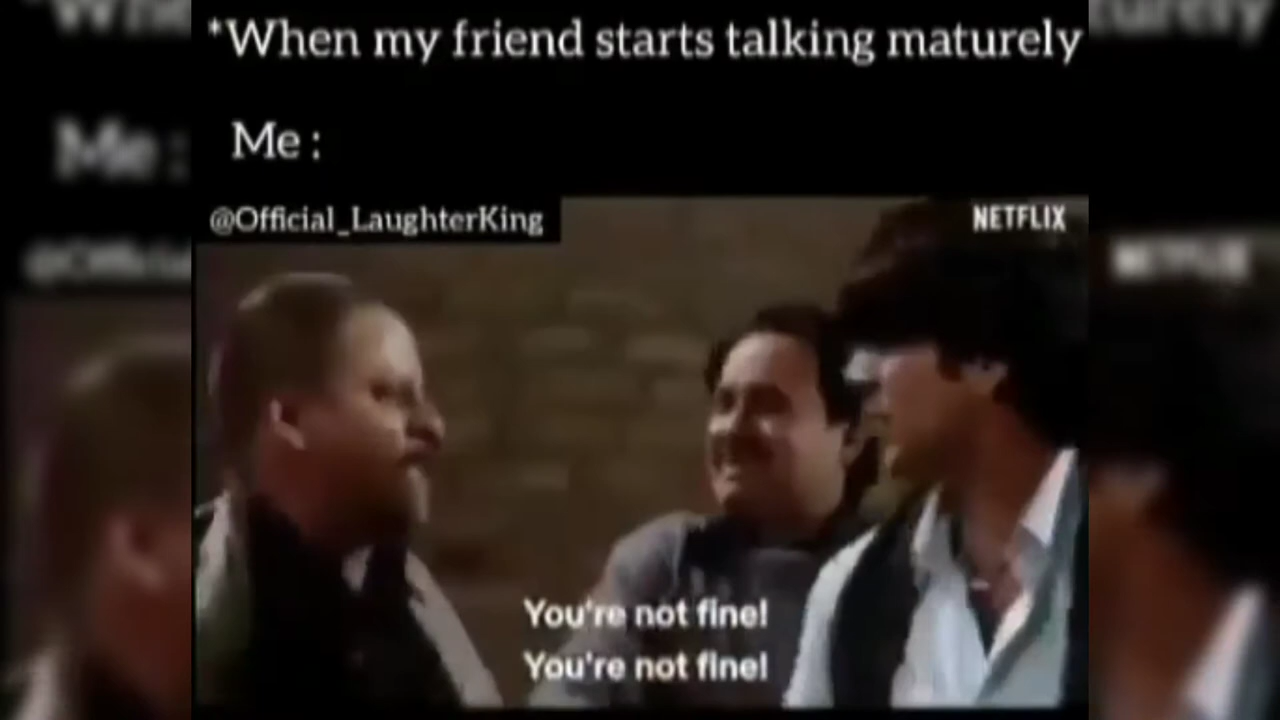 *When my friend starts talking maturely
Me :
@Official_LaughterKing
NETFLIX
You're not fine!
You're not fine!